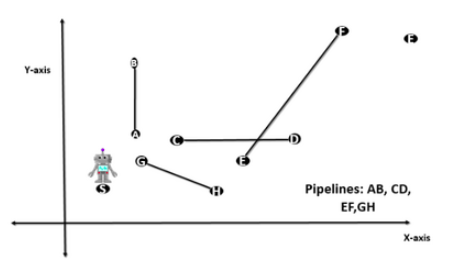 F
E
B
Y-axis
A
C
D
G
E
S
H
Pipelines: AB, CD,
EF,GH
X-axis